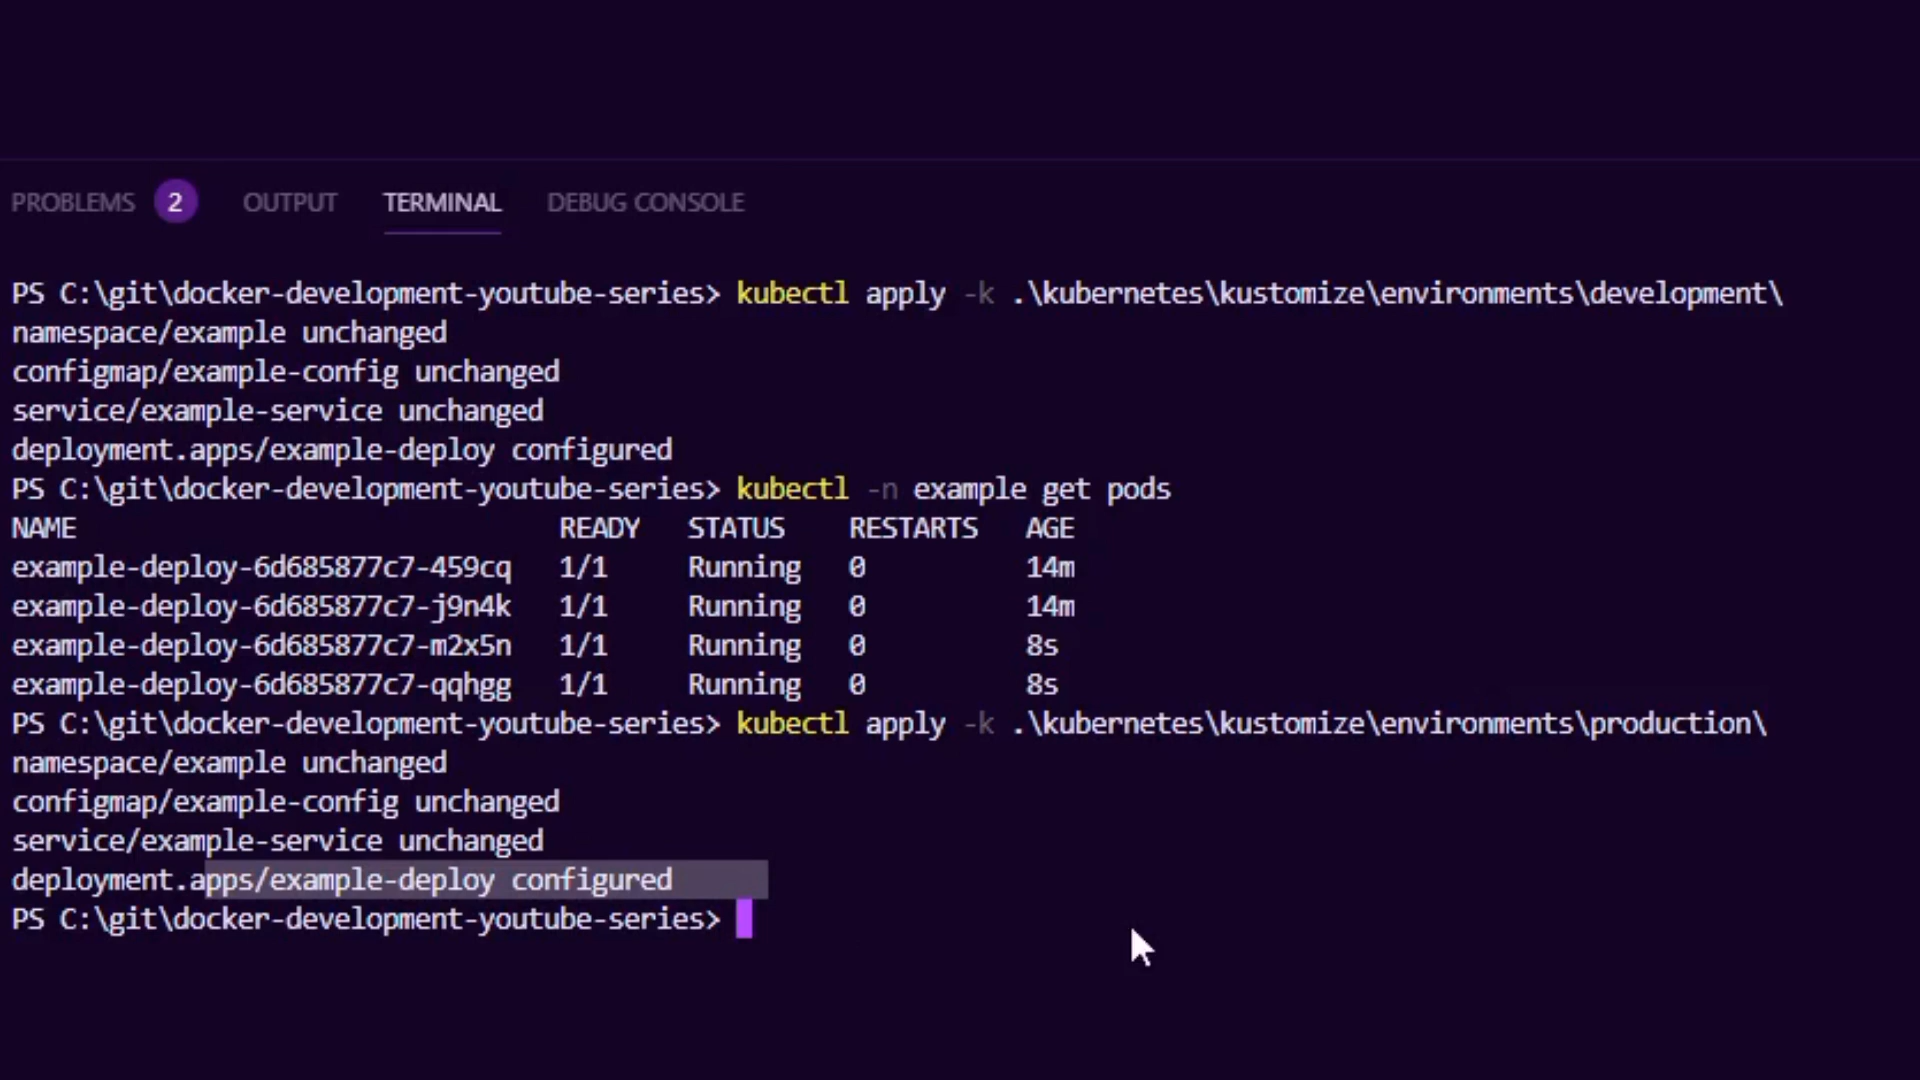 PROBLEMS 2 OUTPUT TERMINAL DEBUG CONSOLE
PS C:\git\docker-development-youtube-series> kubectl apply -k .\kubernetes\kustomize\environments\development\
namespace/example unchanged
configmap/example-config unchanged
service/example-service unchanged
deployment.apps/example-deploy configured
PS C:\git\docker-development-youtube-series> kubectl -n example get pods
NAME READY STATUS RESTARTS AGE
example-deploy-6d685877c7-459cq 1/1 Running 0 14m
example-deploy-6d685877c7-j9n4k 1/1 Running 0 14m
example-deploy-6d685877c7-m2x5n 1/1 Running 0 8s
example-deploy-6d685877c7-qqhgg 1/1 Running 0 8s
PS C:\git\docker-development-youtube-series> kubectl apply -k .\kubernetes\kustomize\environments\production\
namespace/example unchanged
configmap/example-config unchanged
service/example-service unchanged
deployment.apps/example-deploy configured
PS C:\git\docker-development-youtube-series>